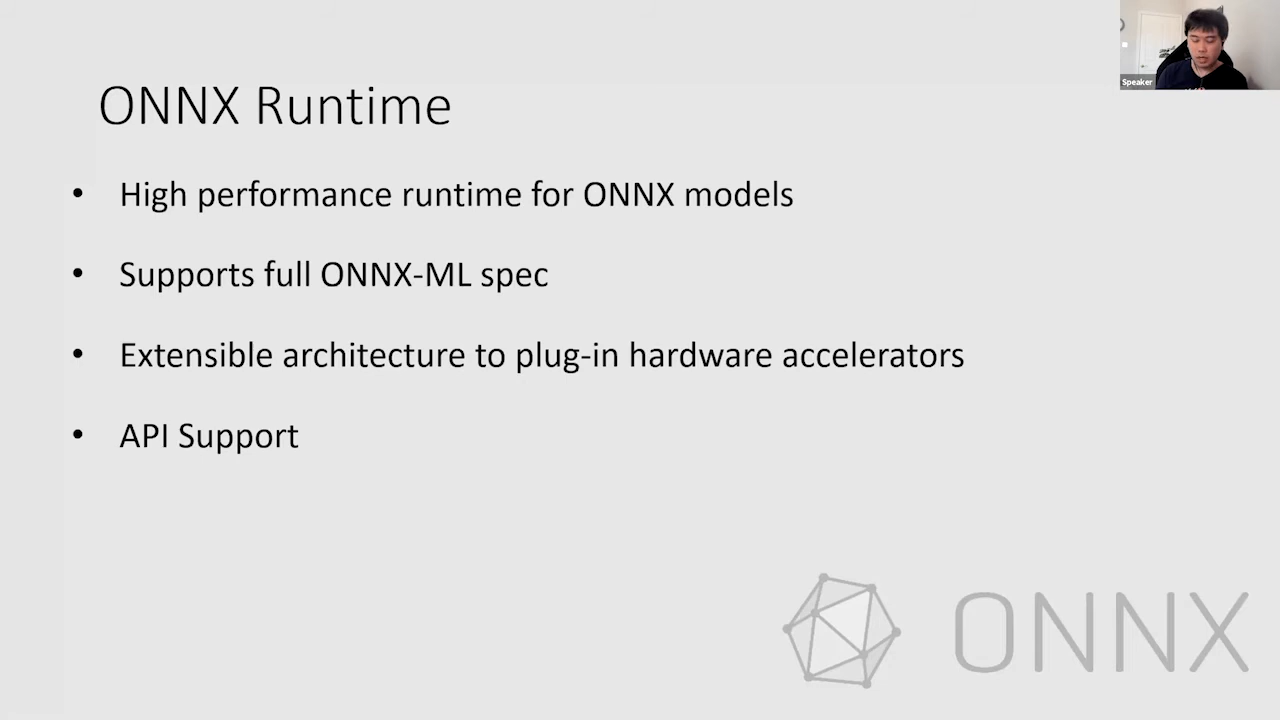 Speaker
ONNX Runtime
• High performance runtime for ONNX models
• Supports full ONNX-ML spec
• Extensible architecture to plug-in hardware accelerators
• API Support
ONNX